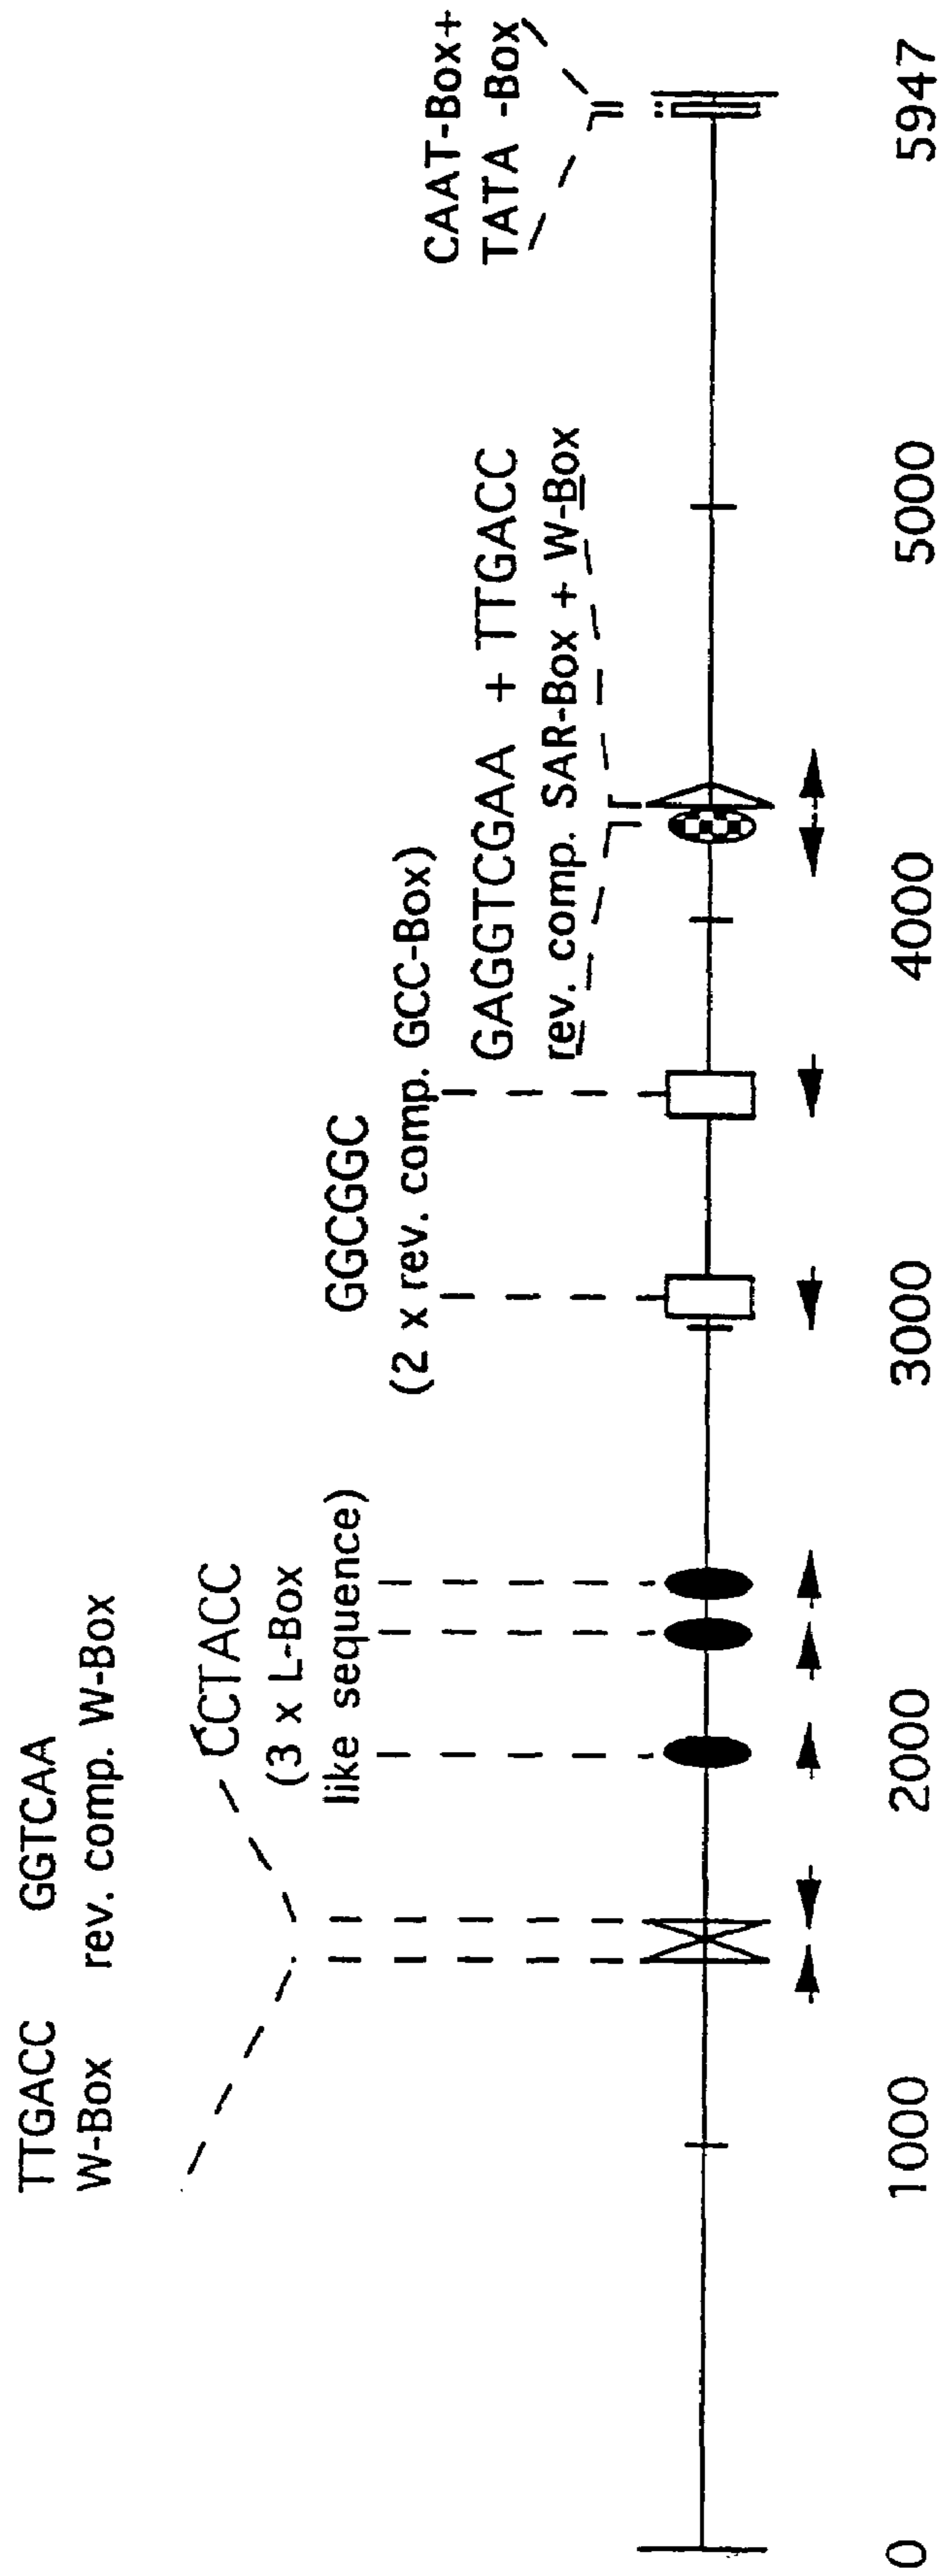 TTGACC GGTCAA
W-Box rev. comp. W-Box
CCTACC
(3 x L-Box
like sequence)
GGCGGC
(2 x rev. comp. GCC-Box)
GAGGTCGAA + TTGACC
rev. comp. SAR-Box + W-Box
CAAT-Box+
TATA -Box
0 1000 2000 3000 4000 5000 5947